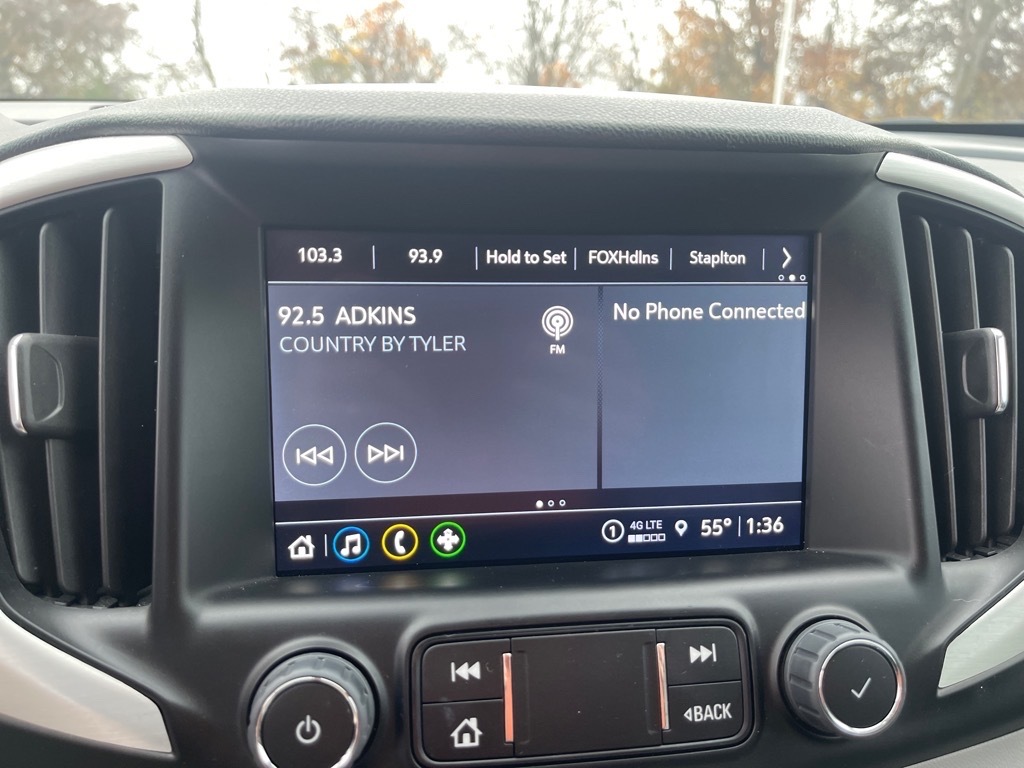 103.3 93.9 Hold to Set FOXHdlns Staplton
92.5 ADKINS
COUNTRY BY TYLER
FM
No Phone Connected
1 4G LTE 55° 1:36
BACK